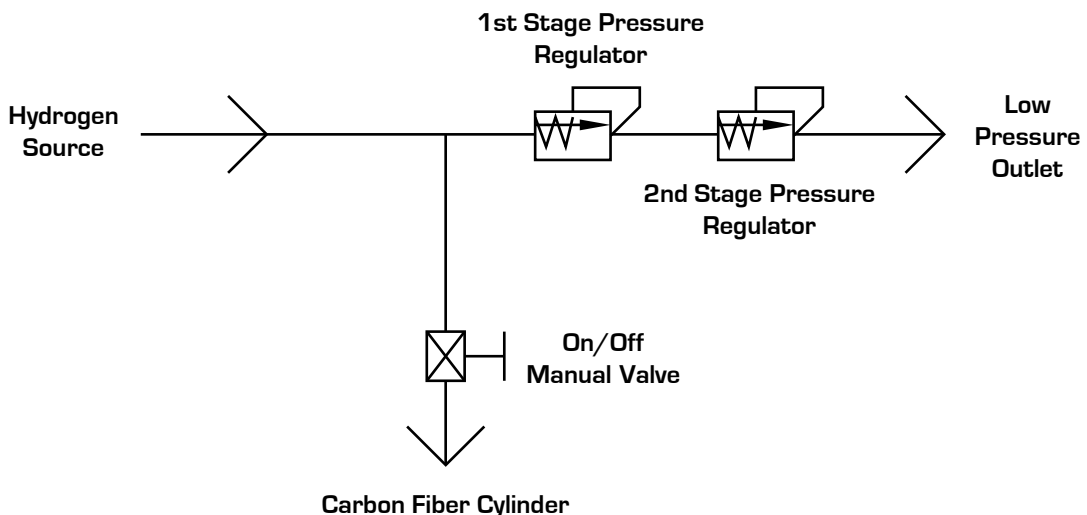 1st Stage Pressure
Regulator
Hydrogen
Source
Low
Pressure
Outlet
2nd Stage Pressure
Regulator
On/Off
Manual Valve
Carbon Fiber Cylinder